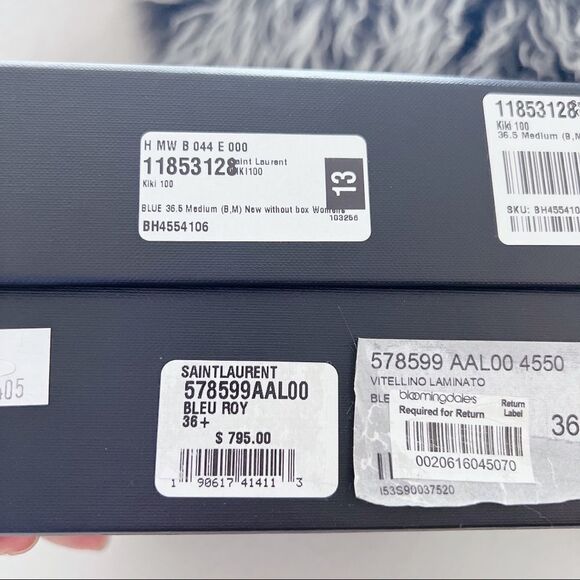 H MW B 044 E 000
11853128 Saint Laurent
KIKI100
Kiki 100
13
BLUE 36.5 Medium (B,M) New without box Womens
103256
BH4554106
11853128
Kiki 100
36.5 Medium (B,M
SKU: BH455410
405
SAINTLAURENT
578599AAL00
BLEU ROY
36+
$ 795.00
1 90617 41411 3
578599 AAL00 4550
VITELLINO LAMINATO
BLE
bloomingdales Return
Required for Return Label
36
0020616045070
I53S90037520